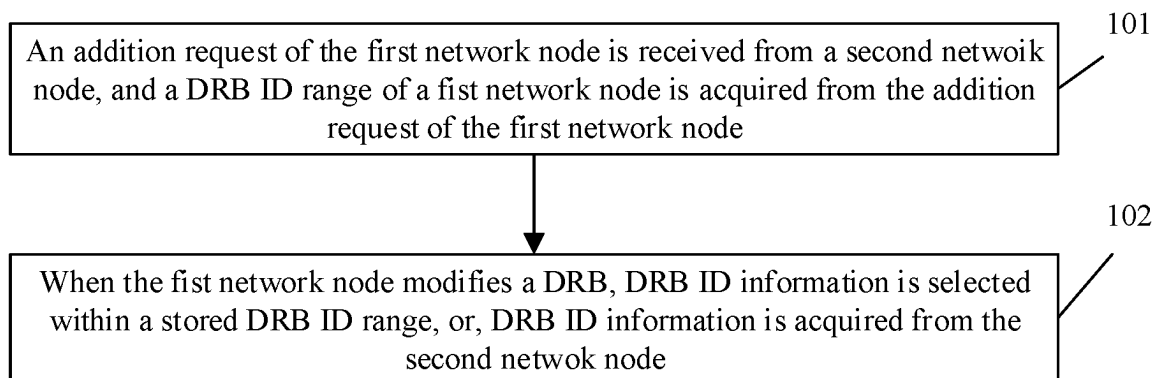 101
An addition request of the first network node is received from a second netwoik
node, and a DRB ID range of a fist network node is acquired from the addition
request of the first network node
102
When the fist network node modifies a DRB, DRB ID information is selected
within a stored DRB ID range, or, DRB ID information is acquired from the
second netwok node